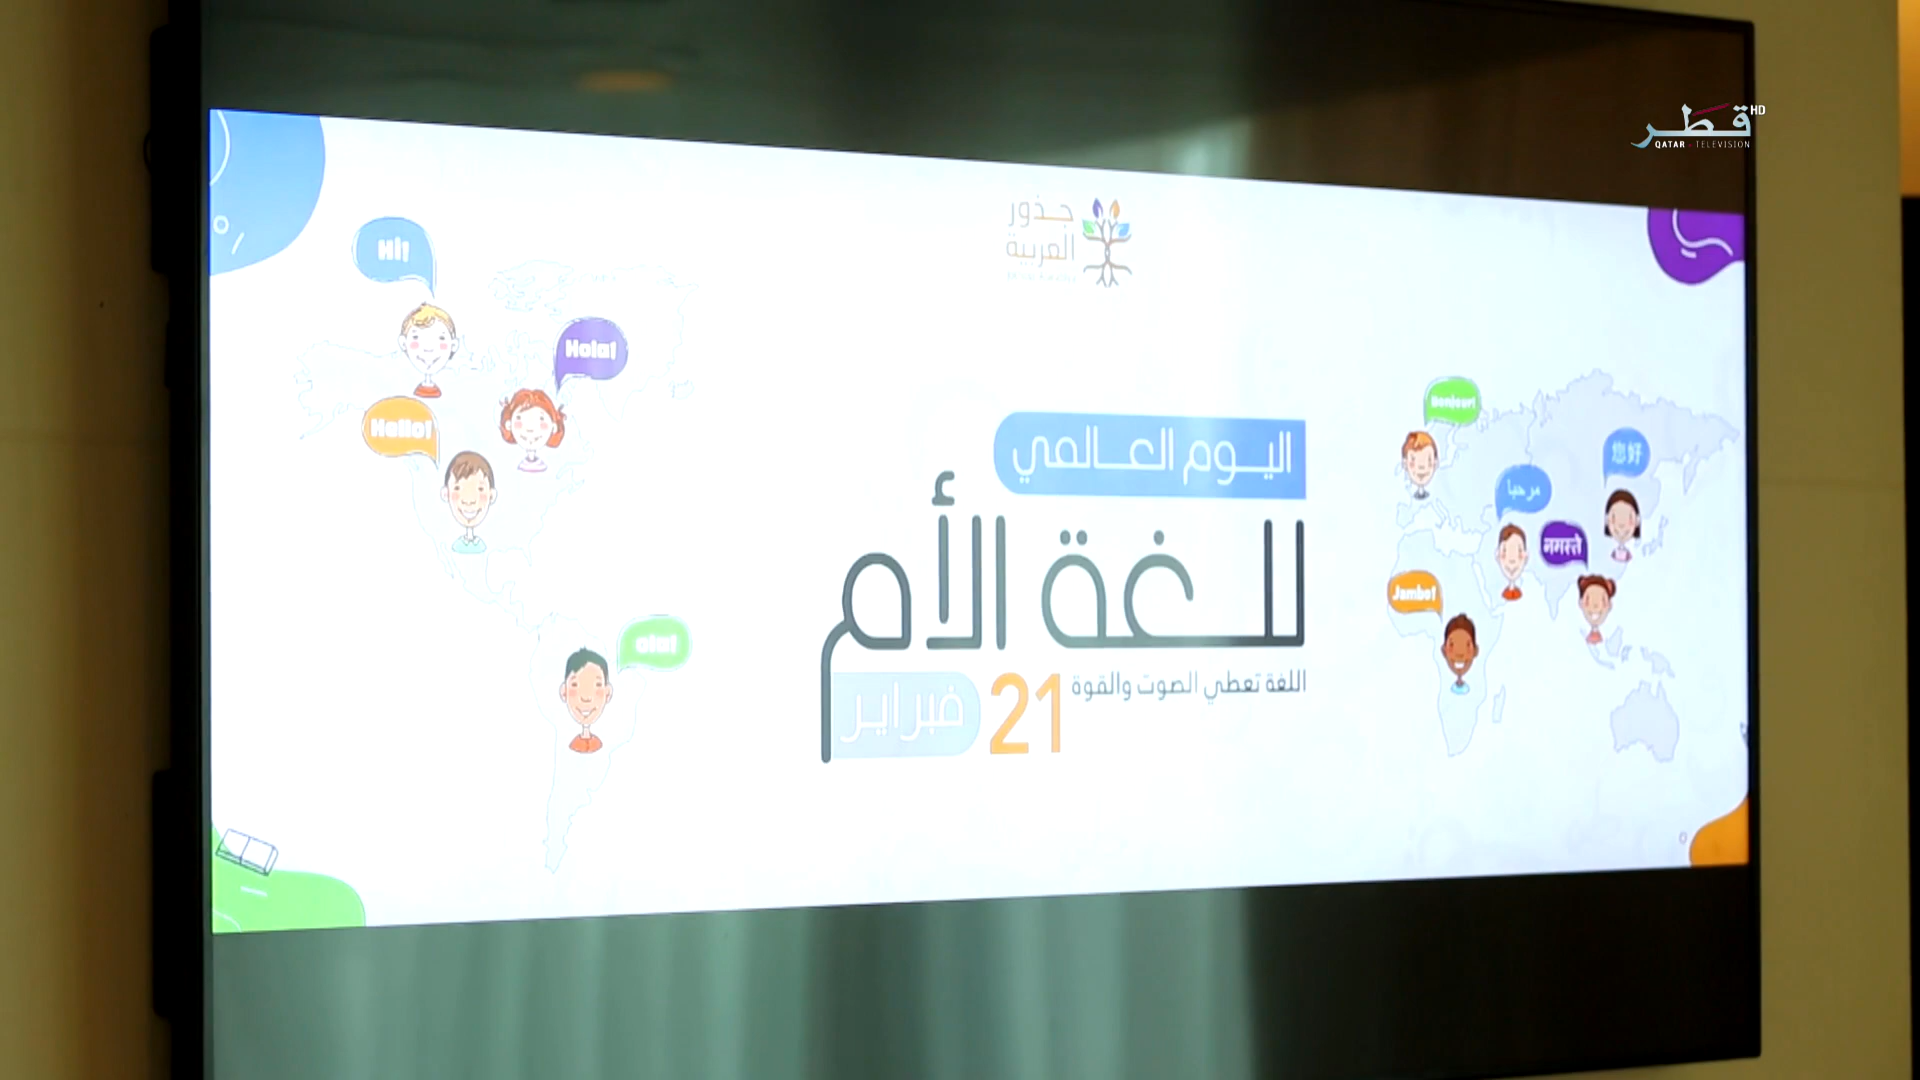 قطر HD
QATAR TELEVISION
جذور
العربية
Hi!
Hola!
Hello!
اليوم العالمي
للغة الأم
اللغة تعطي الصوت والقوة
21 فبراير
Ola!
Bonjour!
您好
مرحبا
नमस्ते
Jambo!